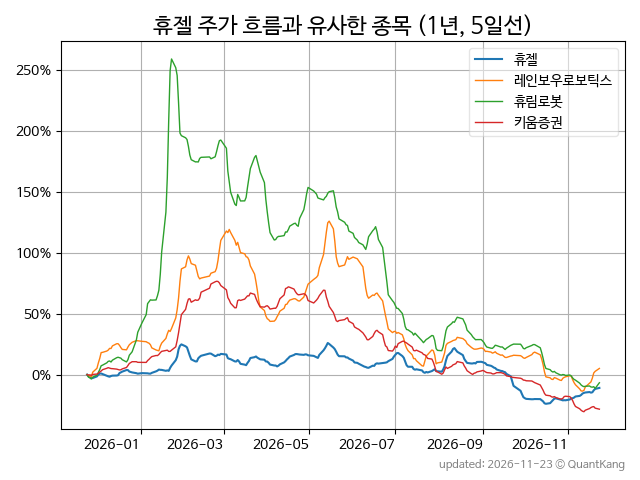 휴젤 주가 흐름과 유사한 종목 (1년, 5일선)
휴젤
레인보우로보틱스
휴림로봇
키움증권
250%
200%
150%
100%
50%
0%
2026-01 2026-03 2026-05 2026-07 2026-09 2026-11
updated: 2026-11-23 © QuantKang